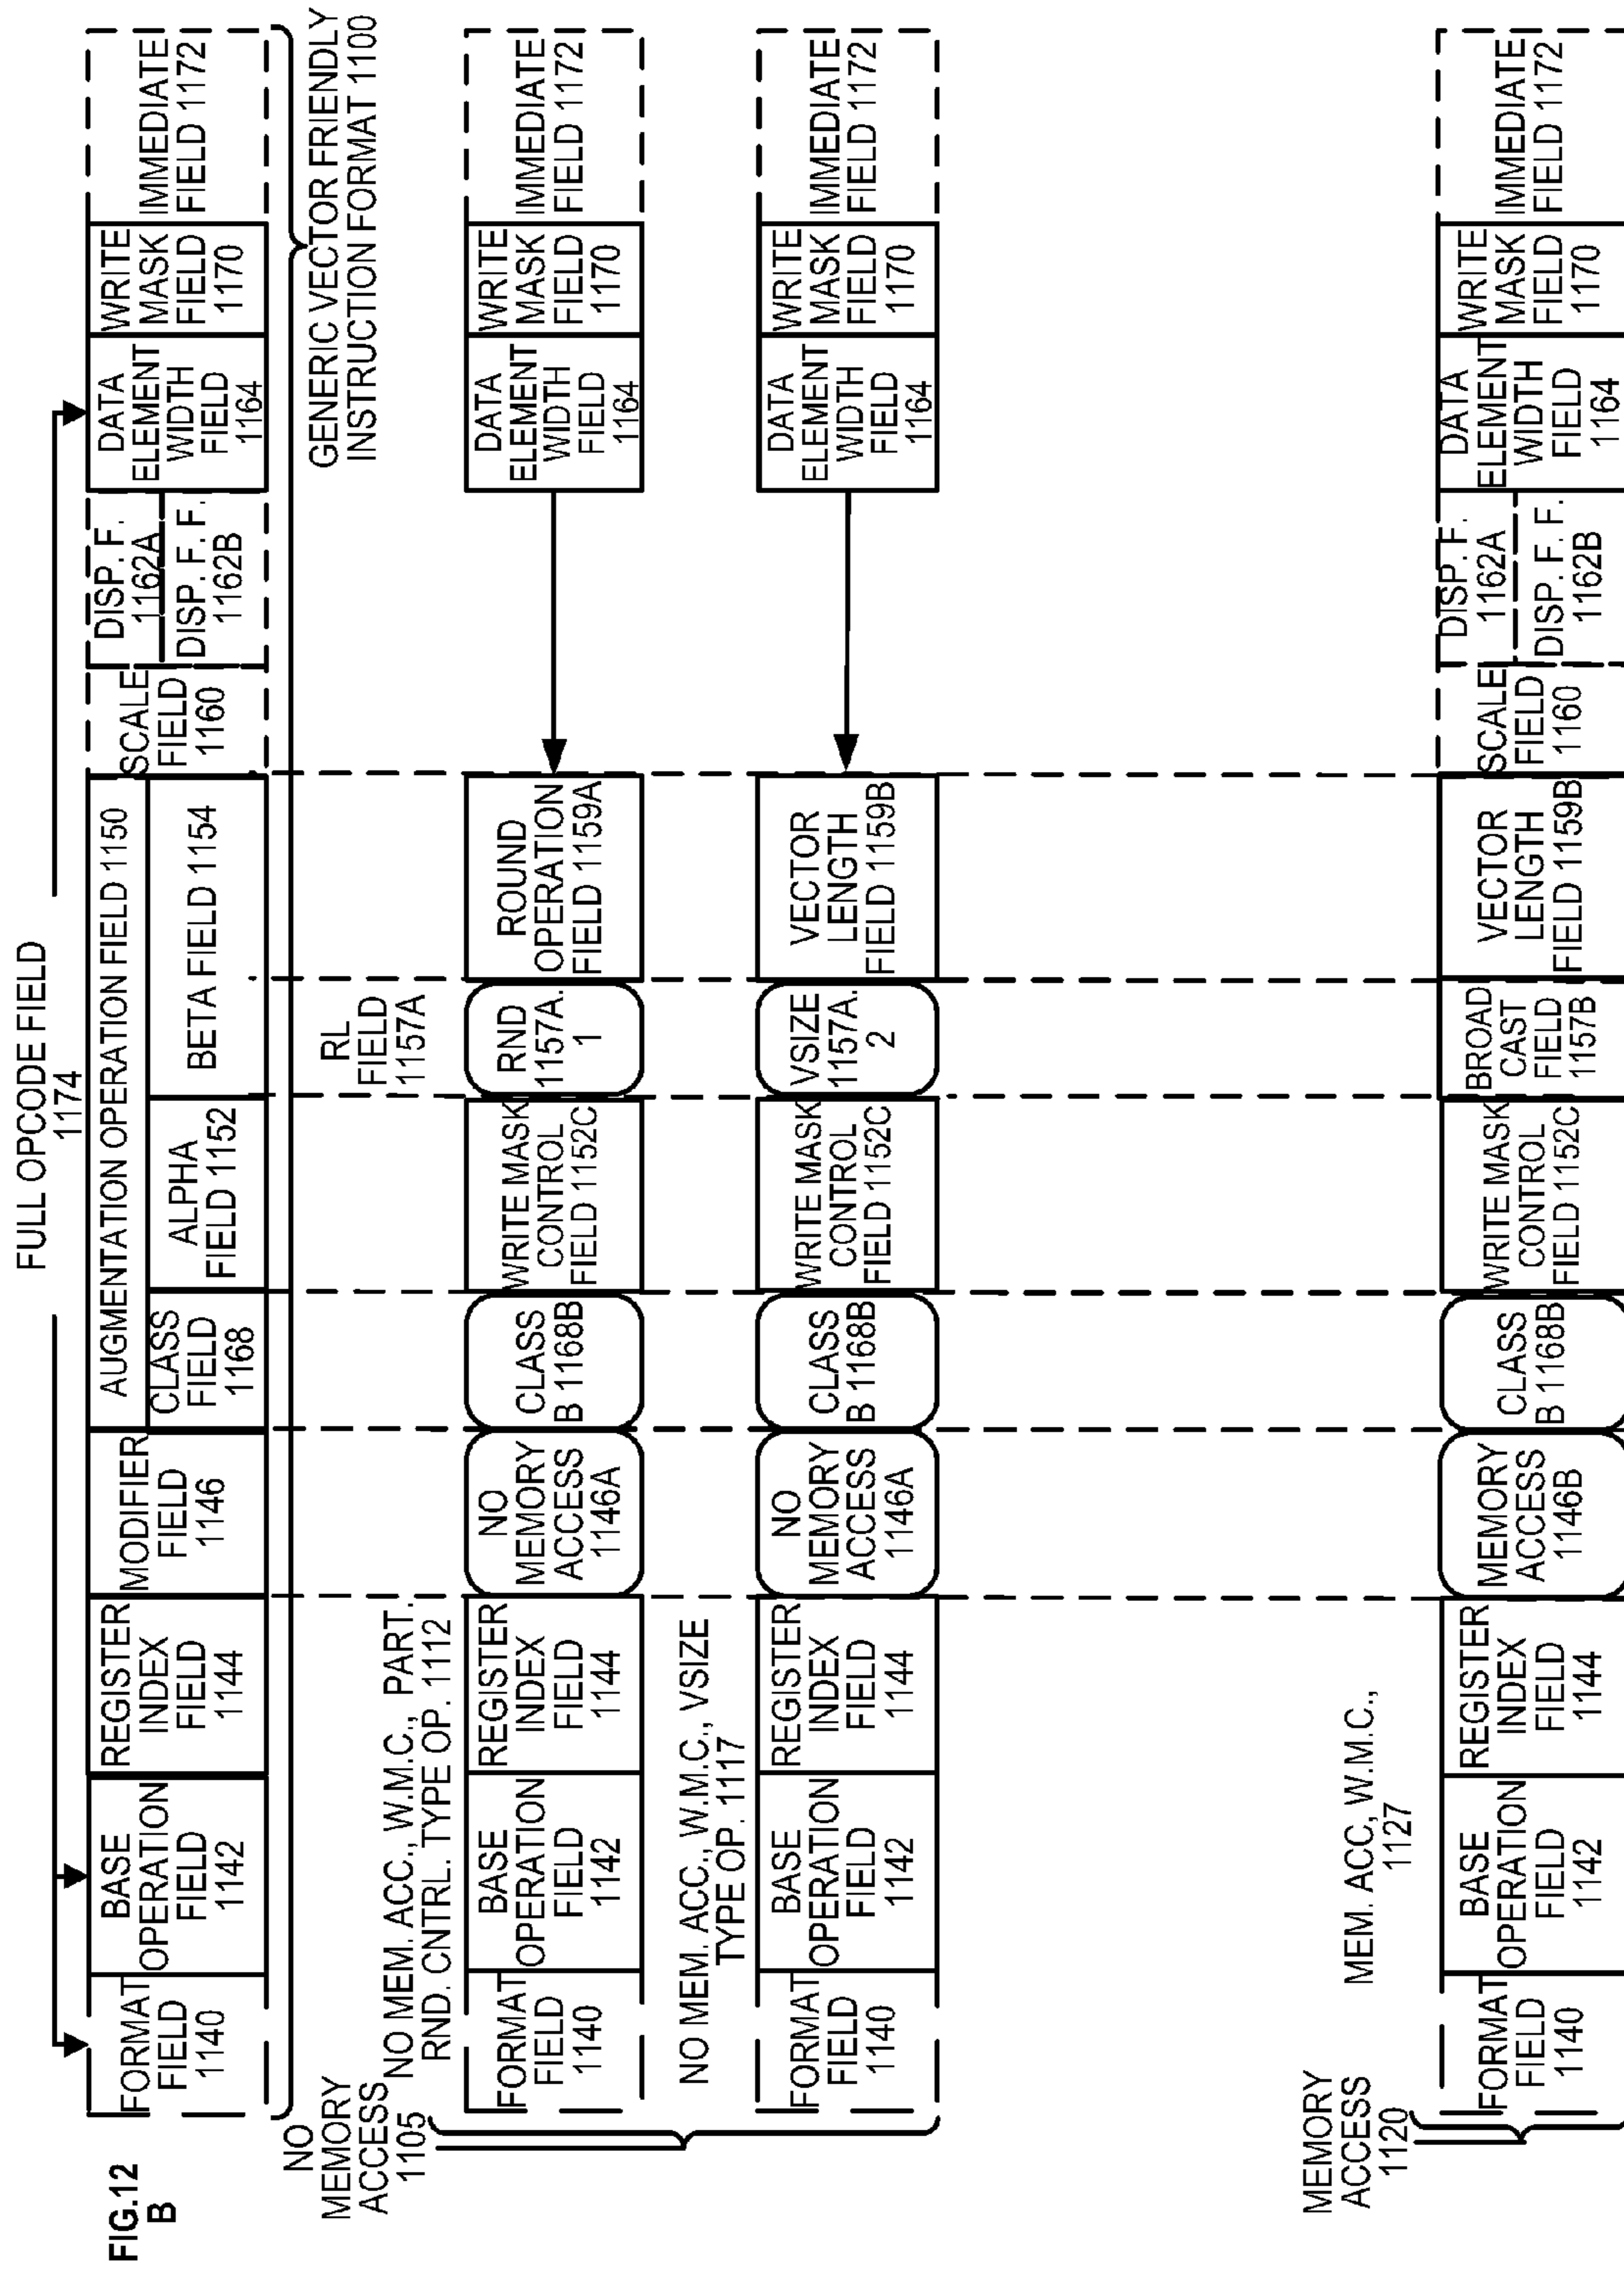 FIG.12
B
FULL OPCODE FIELD
1174
FORMAT
FIELD
1140
BASE
OPERATION
FIELD
1142
REGISTER
INDEX
FIELD
1144
MODIFIER
FIELD
1146
AUGMENTATION OPERATION FIELD 1150
CLASS
FIELD
1168
ALPHA
FIELD 1152
BETA FIELD 1154
SCALE
FIELD
1160
DISP. F.
1162A
DISP. F. F.
1162B
DATA
ELEMENT
WIDTH
FIELD
1164
WRITE
MASK
FIELD
1170
IMMEDIATE
FIELD 1172
GENERIC VECTOR FRIENDLY
INSTRUCTION FORMAT 1100
NO
MEMORY
ACCESS
1105
NO MEM. ACC., W.M.C., PART.
RND. CNTRL. TYPE OP. 1112
RL
FIELD
1157A
FORMAT
FIELD
1140
BASE
OPERATION
FIELD
1142
REGISTER
INDEX
FIELD
1144
NO
MEMORY
ACCESS
1146A
CLASS
B 1168B
WRITE MASK
CONTROL
FIELD 1152C
RND
1157A.
1
ROUND
OPERATION
FIELD 1159A
DATA
ELEMENT
WIDTH
FIELD
1164
WRITE
MASK
FIELD
1170
IMMEDIATE
FIELD 1172
NO MEM. ACC., W.M.C., VSIZE
TYPE OP. 1117
FORMAT
FIELD
1140
BASE
OPERATION
FIELD
1142
REGISTER
INDEX
FIELD
1144
NO
MEMORY
ACCESS
1146A
CLASS
B 1168B
WRITE MASK
CONTROL
FIELD 1152C
VSIZE
1157A.
2
VECTOR
LENGTH
FIELD 1159B
DATA
ELEMENT
WIDTH
FIELD
1164
WRITE
MASK
FIELD
1170
IMMEDIATE
FIELD 1172
MEMORY
ACCESS
1120
MEM. ACC, W.M.C.,
1127
FORMAT
FIELD
1140
BASE
OPERATION
FIELD
1142
REGISTER
INDEX
FIELD
1144
MEMORY
ACCESS
1146B
CLASS
B 1168B
WRITE MASK
CONTROL
FIELD 1152C
BROAD
CAST
FIELD
1157B
VECTOR
LENGTH
FIELD 1159B
SCALE
FIELD
1160
DISP. F.
1162A
DISP. F. F.
1162B
DATA
ELEMENT
WIDTH
FIELD
1164
WRITE
MASK
FIELD
1170
IMMEDIATE
FIELD 1172